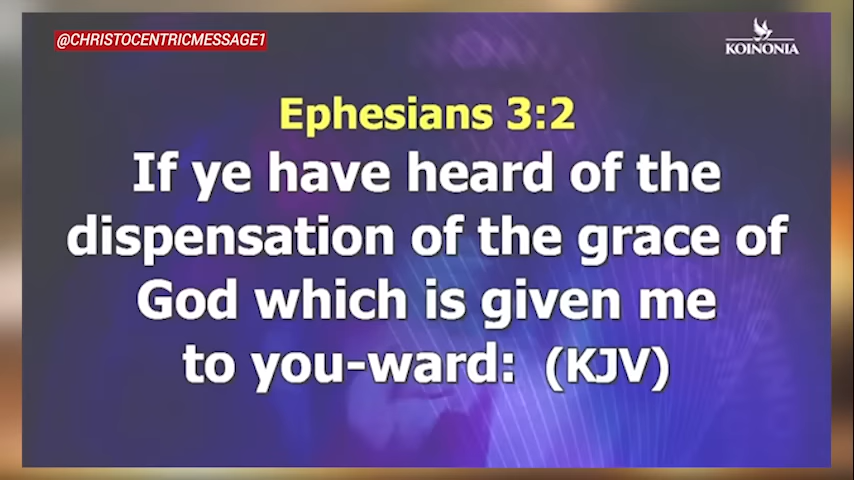 @CHRISTOCENTRICMESSAGE1
KOINONIA
Ephesians 3:2
If ye have heard of the
dispensation of the grace of
God which is given me
to you-ward: (KJV)